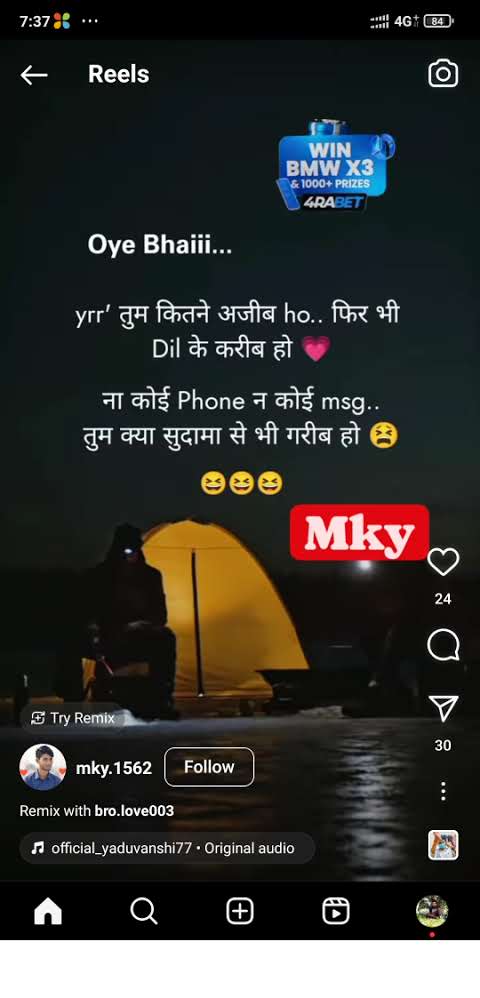 7:37
4G
84
Reels
WIN
BMW X3
& 1000+ PRIZES
4RABET
Oye Bhaiii...
yrr' तुम कितने अजीब ho.. फिर भी
Dil के करीब हो 💗
ना कोई Phone न कोई msg..
तुम क्या सुदामा से भी गरीब हो 😫
😆😆😆
Mky
24
30
Try Remix
mky.1562
Follow
Remix with bro.love003
official_yaduvanshi77 • Original audio